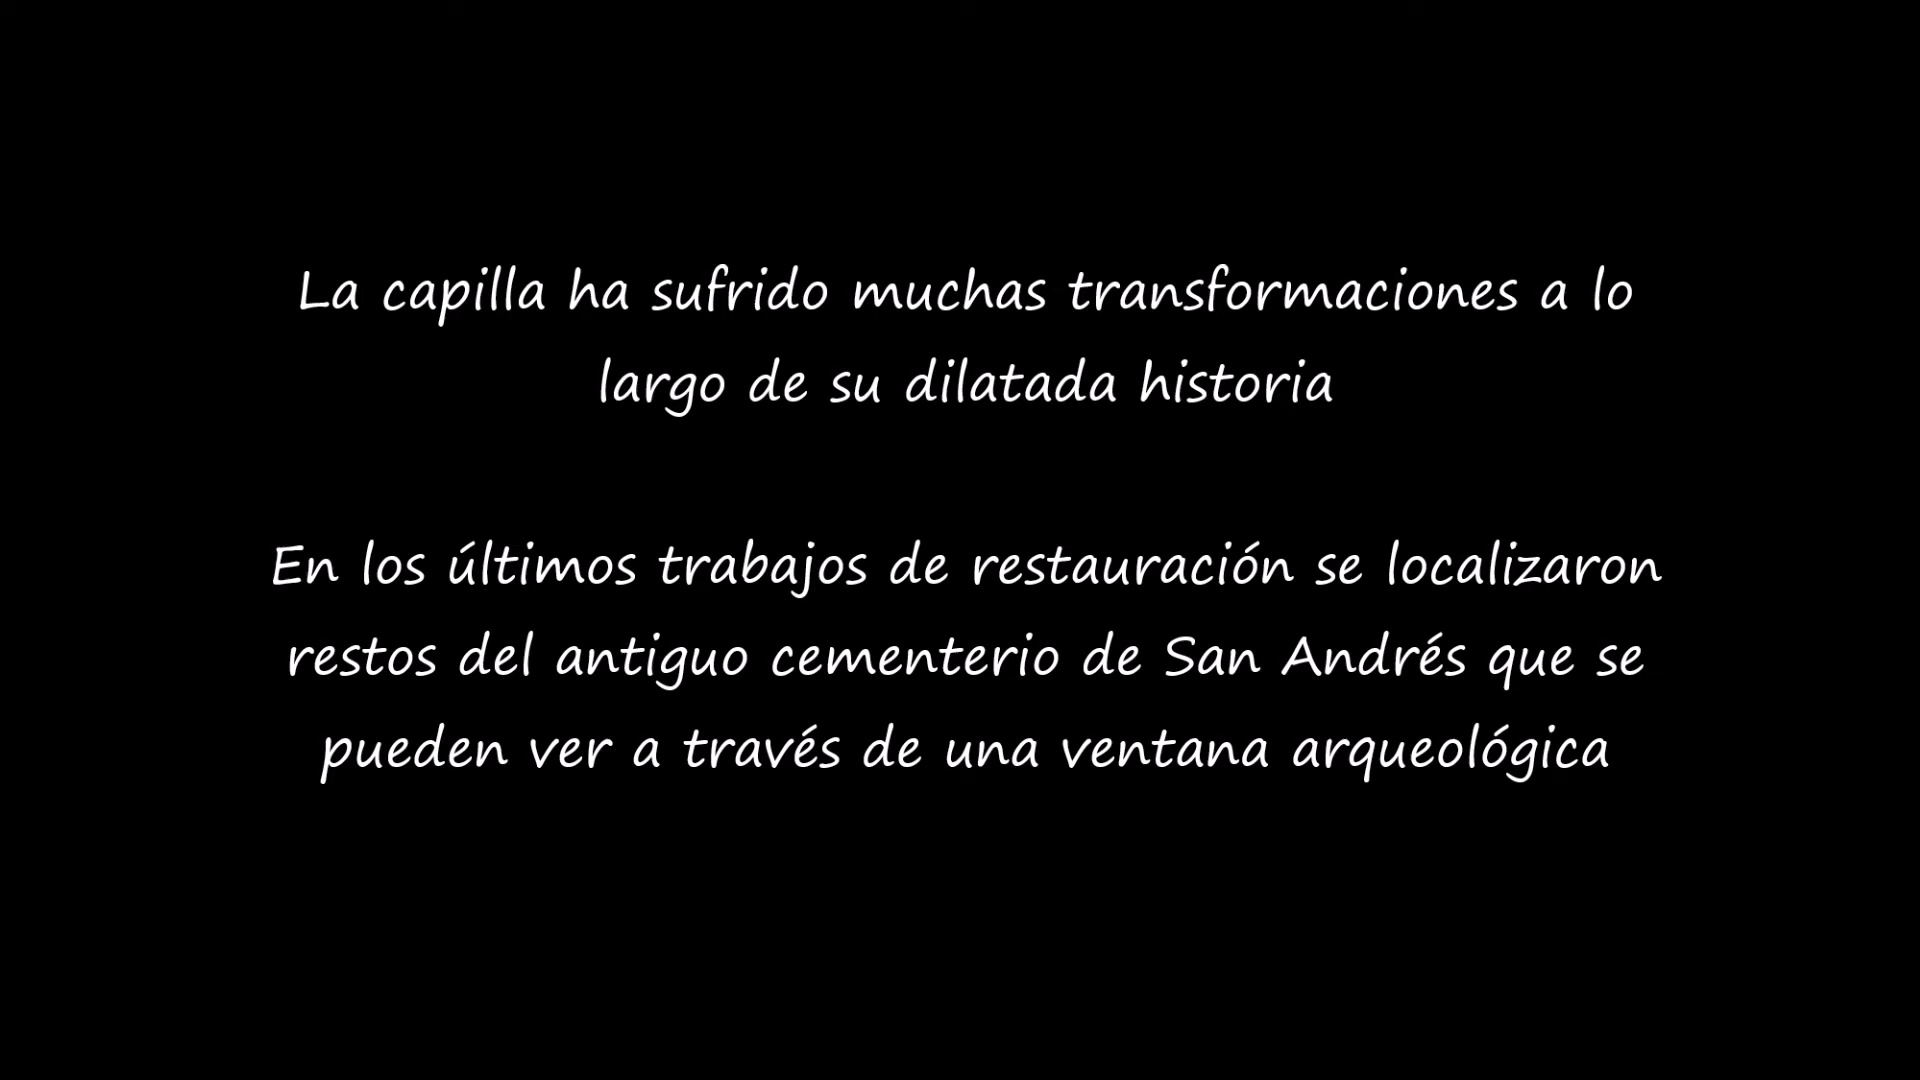 La capilla ha sufrido muchas transformaciones a lo
largo de su dilatada historia
En los últimos trabajos de restauración se localizaron
restos del antiguo cementerio de San Andrés que se
pueden ver a través de una ventana arqueológica